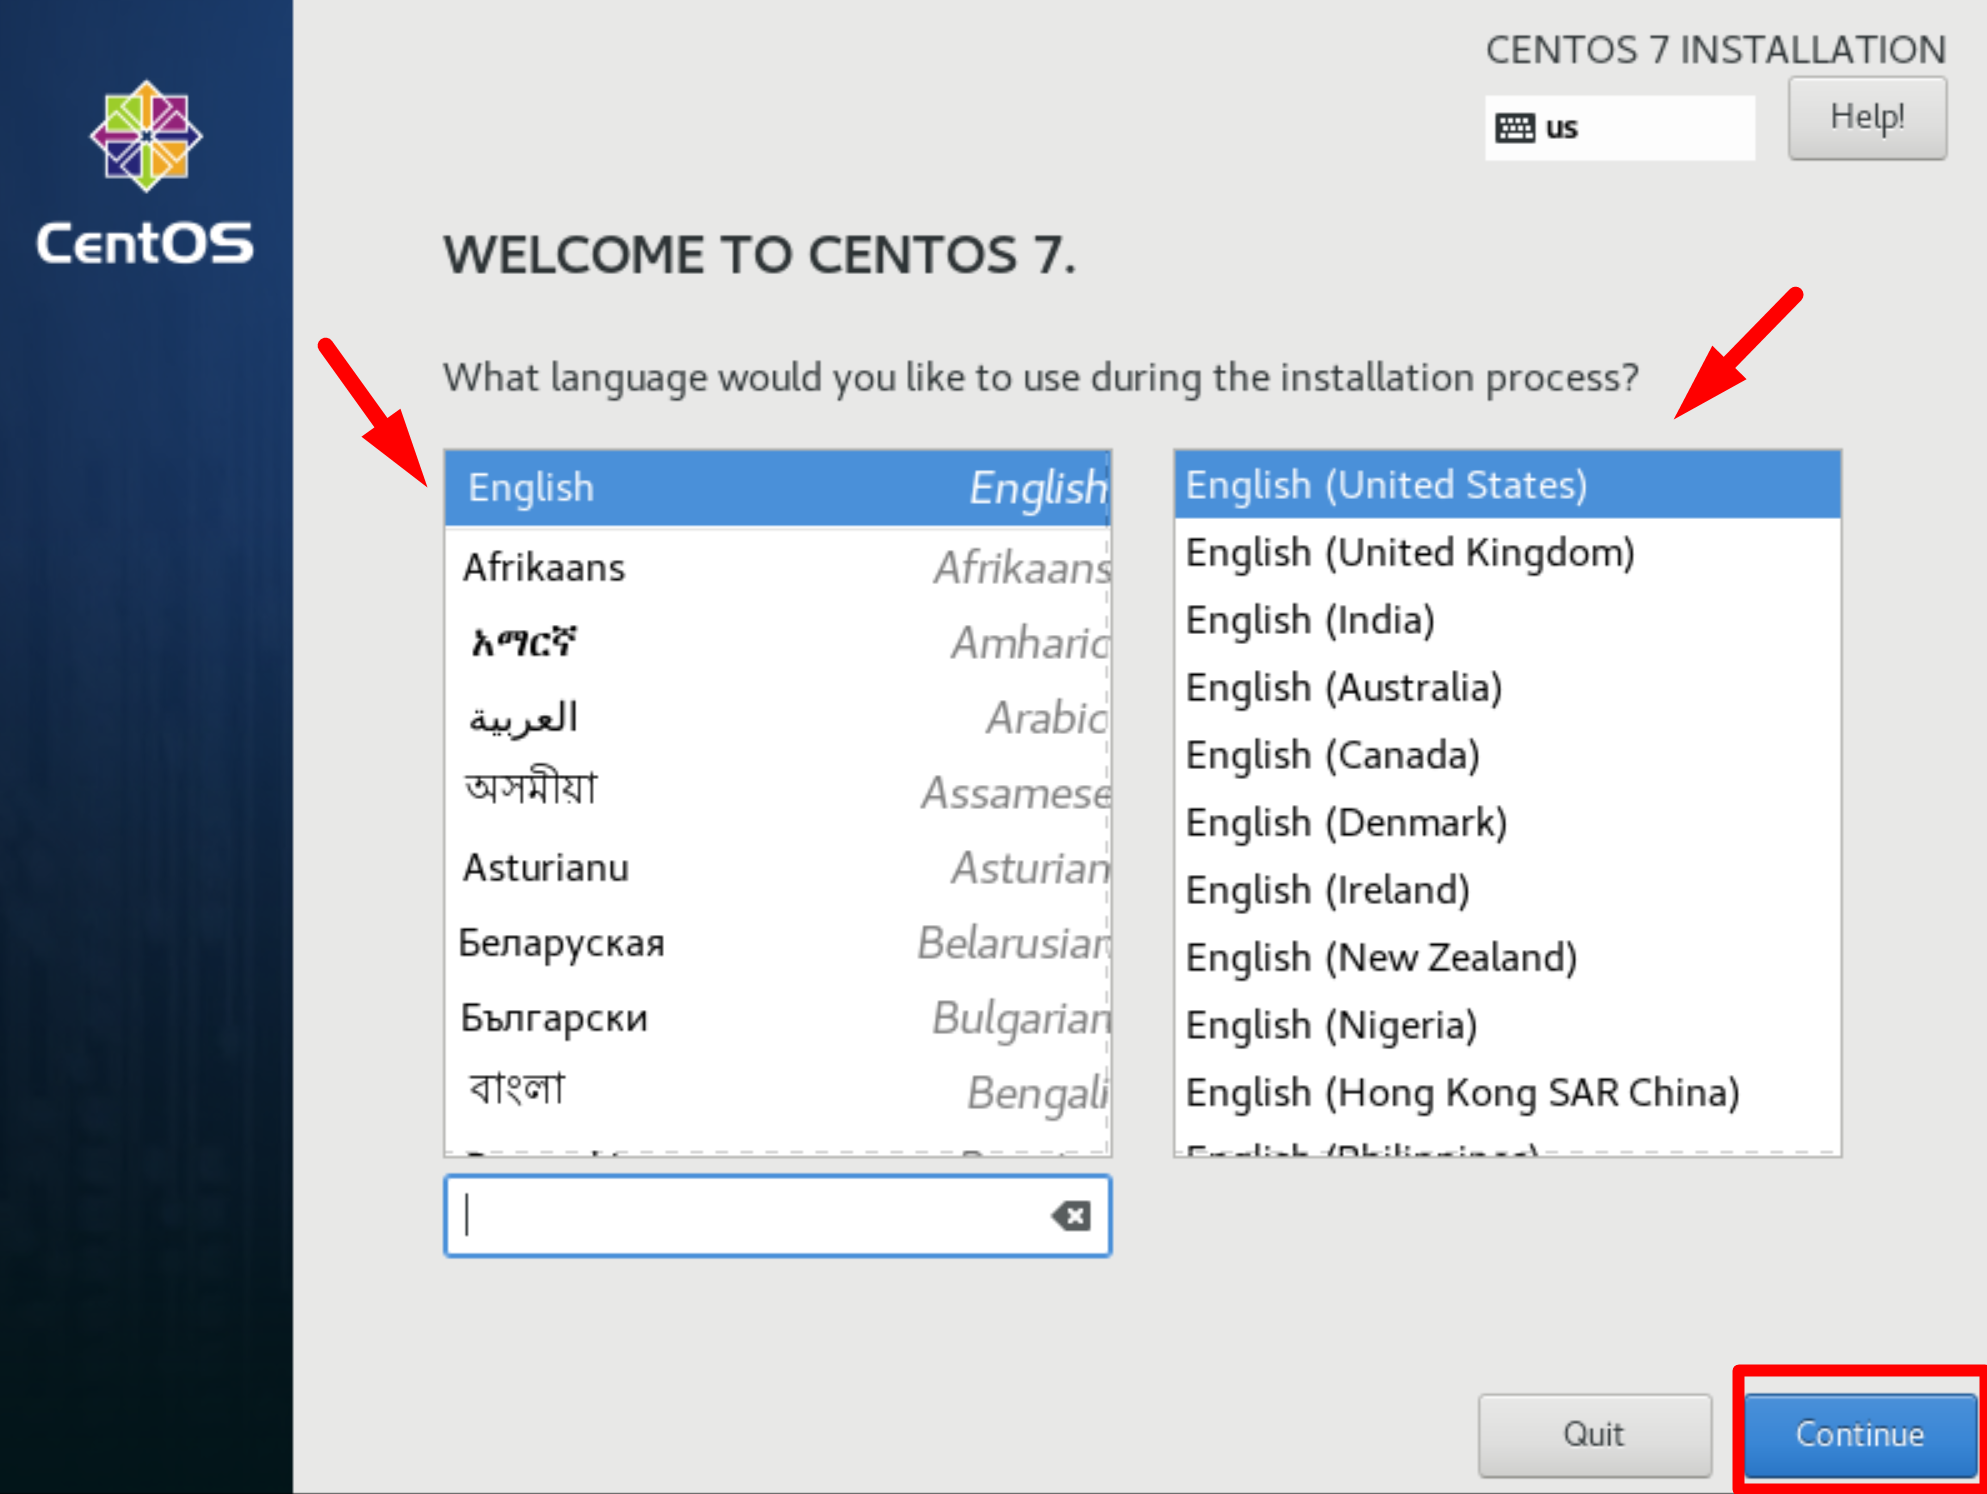 CentOS
CENTOS 7 INSTALLATION
us
Help!
WELCOME TO CENTOS 7.
What language would you like to use during the installation process?
English English
Afrikaans Afrikaans
አማርኛ Amharic
العربية Arabic
অসমীয়া Assamese
Asturianu Asturian
Беларуская Belarusian
Български Bulgarian
বাংলা Bengali
English (United States)
English (United Kingdom)
English (India)
English (Australia)
English (Canada)
English (Denmark)
English (Ireland)
English (New Zealand)
English (Nigeria)
English (Hong Kong SAR China)
English (Philippines)
Quit
Continue